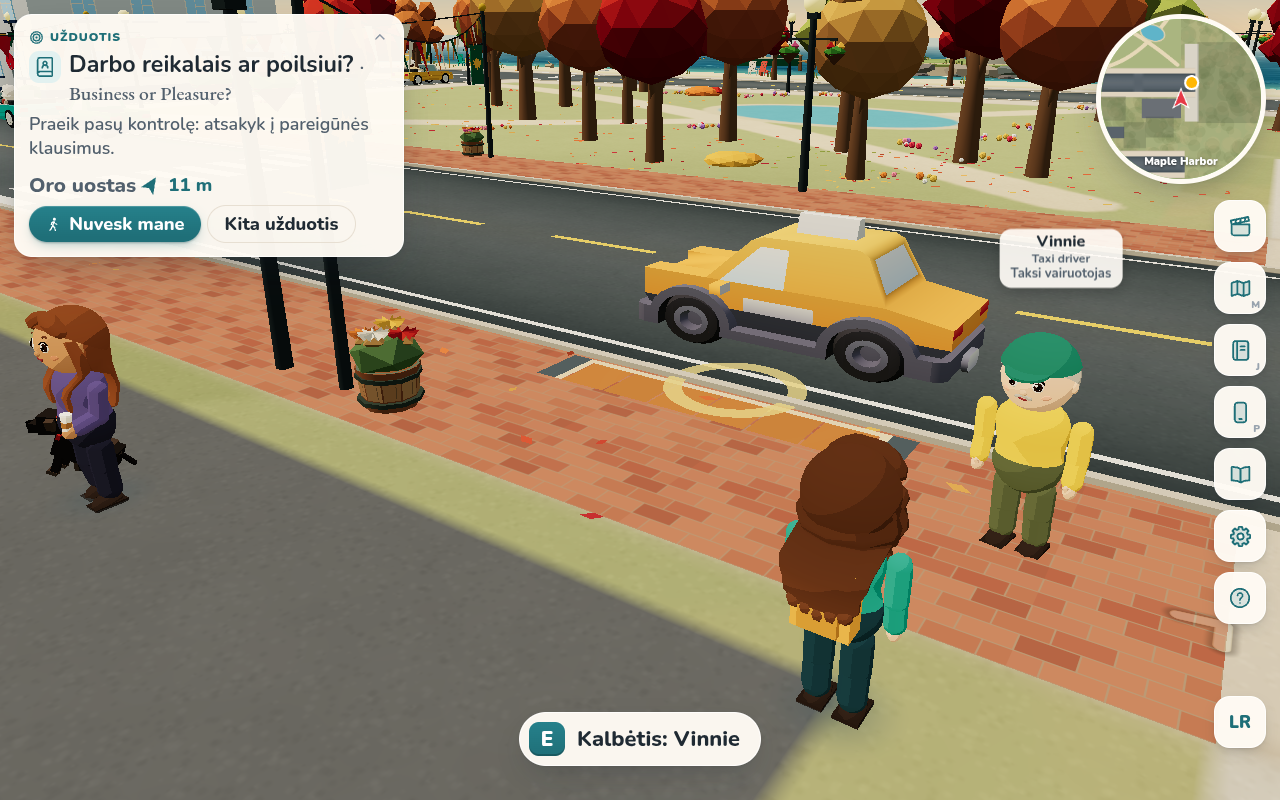 UŽDUOTIS
Darbo reikalais ar poilsiui? ·
Business or Pleasure?
Praeik pasų kontrolę: atsakyk į pareigūnės
klausimus.
Oro uostas 11 m
Nuvesk mane
Kita užduotis
Maple Harbor
Vinnie
Taxi driver
Taksi vairuotojas
M
J
P
LR
E Kalbėtis: Vinnie